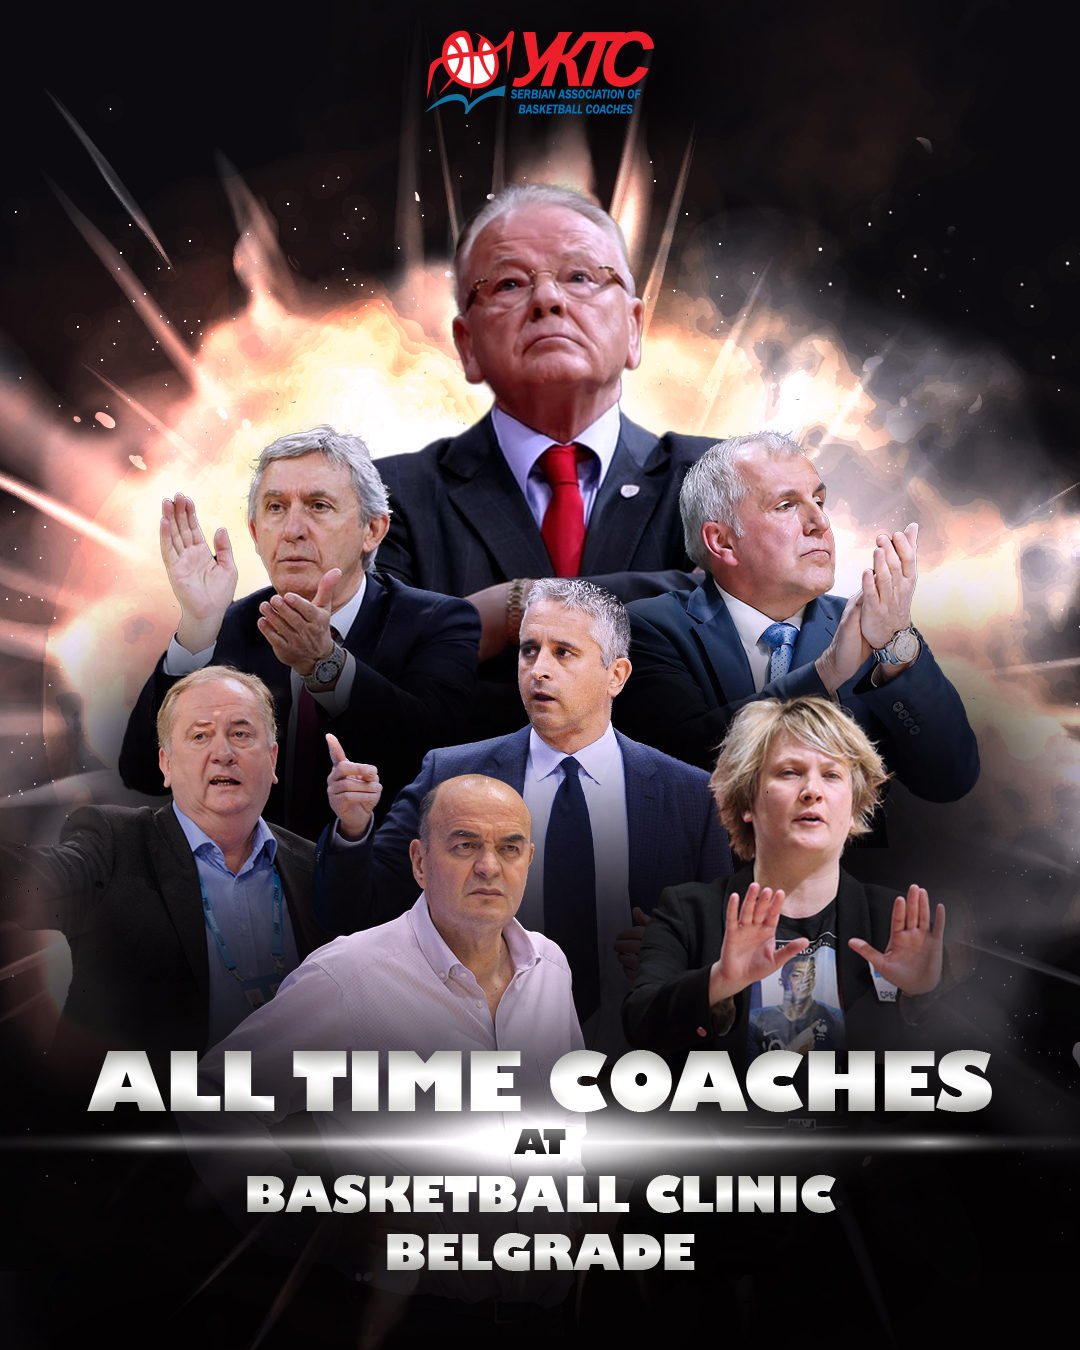 УКТС
SERBIAN ASSOCIATION OF
BASKETBALL COACHES
ALL TIME COACHES
AT
BASKETBALL CLINIC
BELGRADE